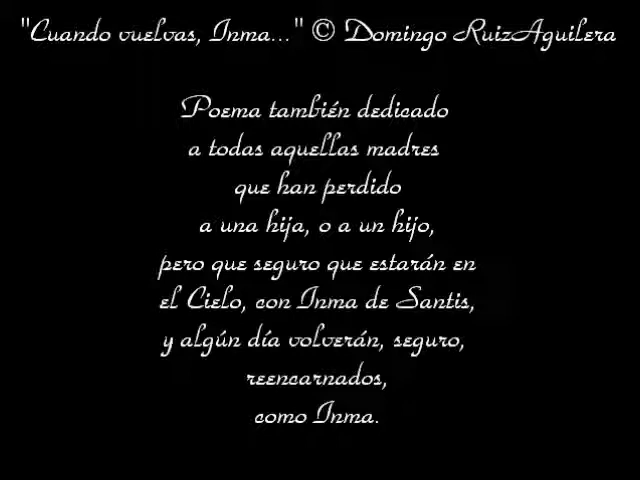 "Cuando vuelvas, Inma..." © Domingo RuizAguilera
Poema también dedicado
a todas aquellas madres
que han perdido
a una hija, o a un hijo,
pero que seguro que estarán en
el Cielo, con Inma de Santis,
y algún día volverán, seguro,
reencarnados,
como Inma.